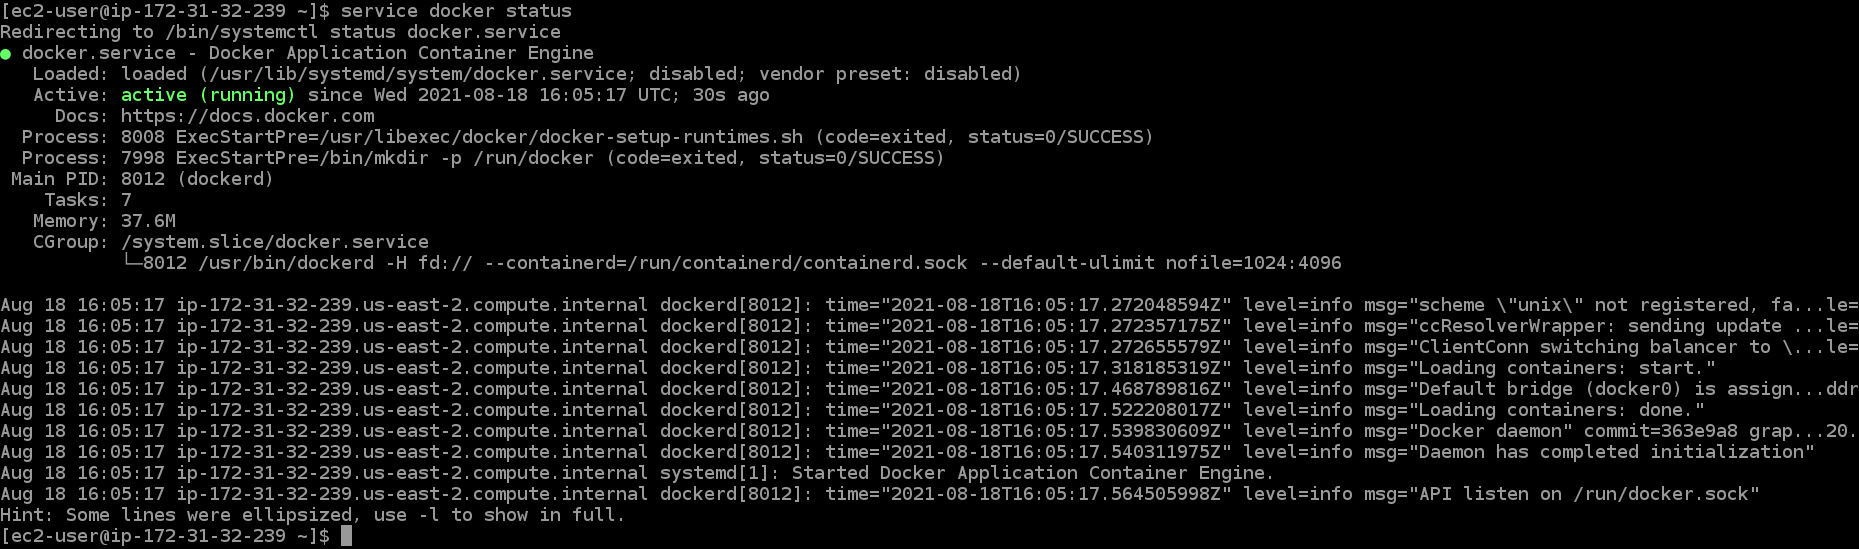 [ec2-user@ip-172-31-32-239 ~]$ service docker status
Redirecting to /bin/systemctl status docker.service
● docker.service - Docker Application Container Engine
   Loaded: loaded (/usr/lib/systemd/system/docker.service; disabled; vendor preset: disabled)
   Active: active (running) since Wed 2021-08-18 16:05:17 UTC; 30s ago
     Docs: https://docs.docker.com
  Process: 8008 ExecStartPre=/usr/libexec/docker/docker-setup-runtimes.sh (code=exited, status=0/SUCCESS)
  Process: 7998 ExecStartPre=/bin/mkdir -p /run/docker (code=exited, status=0/SUCCESS)
 Main PID: 8012 (dockerd)
    Tasks: 7
   Memory: 37.6M
   CGroup: /system.slice/docker.service
           └─8012 /usr/bin/dockerd -H fd:// --containerd=/run/containerd/containerd.sock --default-ulimit nofile=1024:4096

Aug 18 16:05:17 ip-172-31-32-239.us-east-2.compute.internal dockerd[8012]: time="2021-08-18T16:05:17.272048594Z" level=info msg="scheme \"unix\" not registered, fa...le=
Aug 18 16:05:17 ip-172-31-32-239.us-east-2.compute.internal dockerd[8012]: time="2021-08-18T16:05:17.272357175Z" level=info msg="ccResolverWrapper: sending update ...le=
Aug 18 16:05:17 ip-172-31-32-239.us-east-2.compute.internal dockerd[8012]: time="2021-08-18T16:05:17.272655579Z" level=info msg="ClientConn switching balancer to \...le=
Aug 18 16:05:17 ip-172-31-32-239.us-east-2.compute.internal dockerd[8012]: time="2021-08-18T16:05:17.318185319Z" level=info msg="Loading containers: start."
Aug 18 16:05:17 ip-172-31-32-239.us-east-2.compute.internal dockerd[8012]: time="2021-08-18T16:05:17.468789816Z" level=info msg="Default bridge (docker0) is assign...ddr
Aug 18 16:05:17 ip-172-31-32-239.us-east-2.compute.internal dockerd[8012]: time="2021-08-18T16:05:17.522208017Z" level=info msg="Loading containers: done."
Aug 18 16:05:17 ip-172-31-32-239.us-east-2.compute.internal dockerd[8012]: time="2021-08-18T16:05:17.539830609Z" level=info msg="Docker daemon" commit=363e9a8 grap...20.
Aug 18 16:05:17 ip-172-31-32-239.us-east-2.compute.internal dockerd[8012]: time="2021-08-18T16:05:17.540311975Z" level=info msg="Daemon has completed initialization"
Aug 18 16:05:17 ip-172-31-32-239.us-east-2.compute.internal systemd[1]: Started Docker Application Container Engine.
Aug 18 16:05:17 ip-172-31-32-239.us-east-2.compute.internal dockerd[8012]: time="2021-08-18T16:05:17.564505998Z" level=info msg="API listen on /run/docker.sock"
Hint: Some lines were ellipsized, use -l to show in full.
[ec2-user@ip-172-31-32-239 ~]$